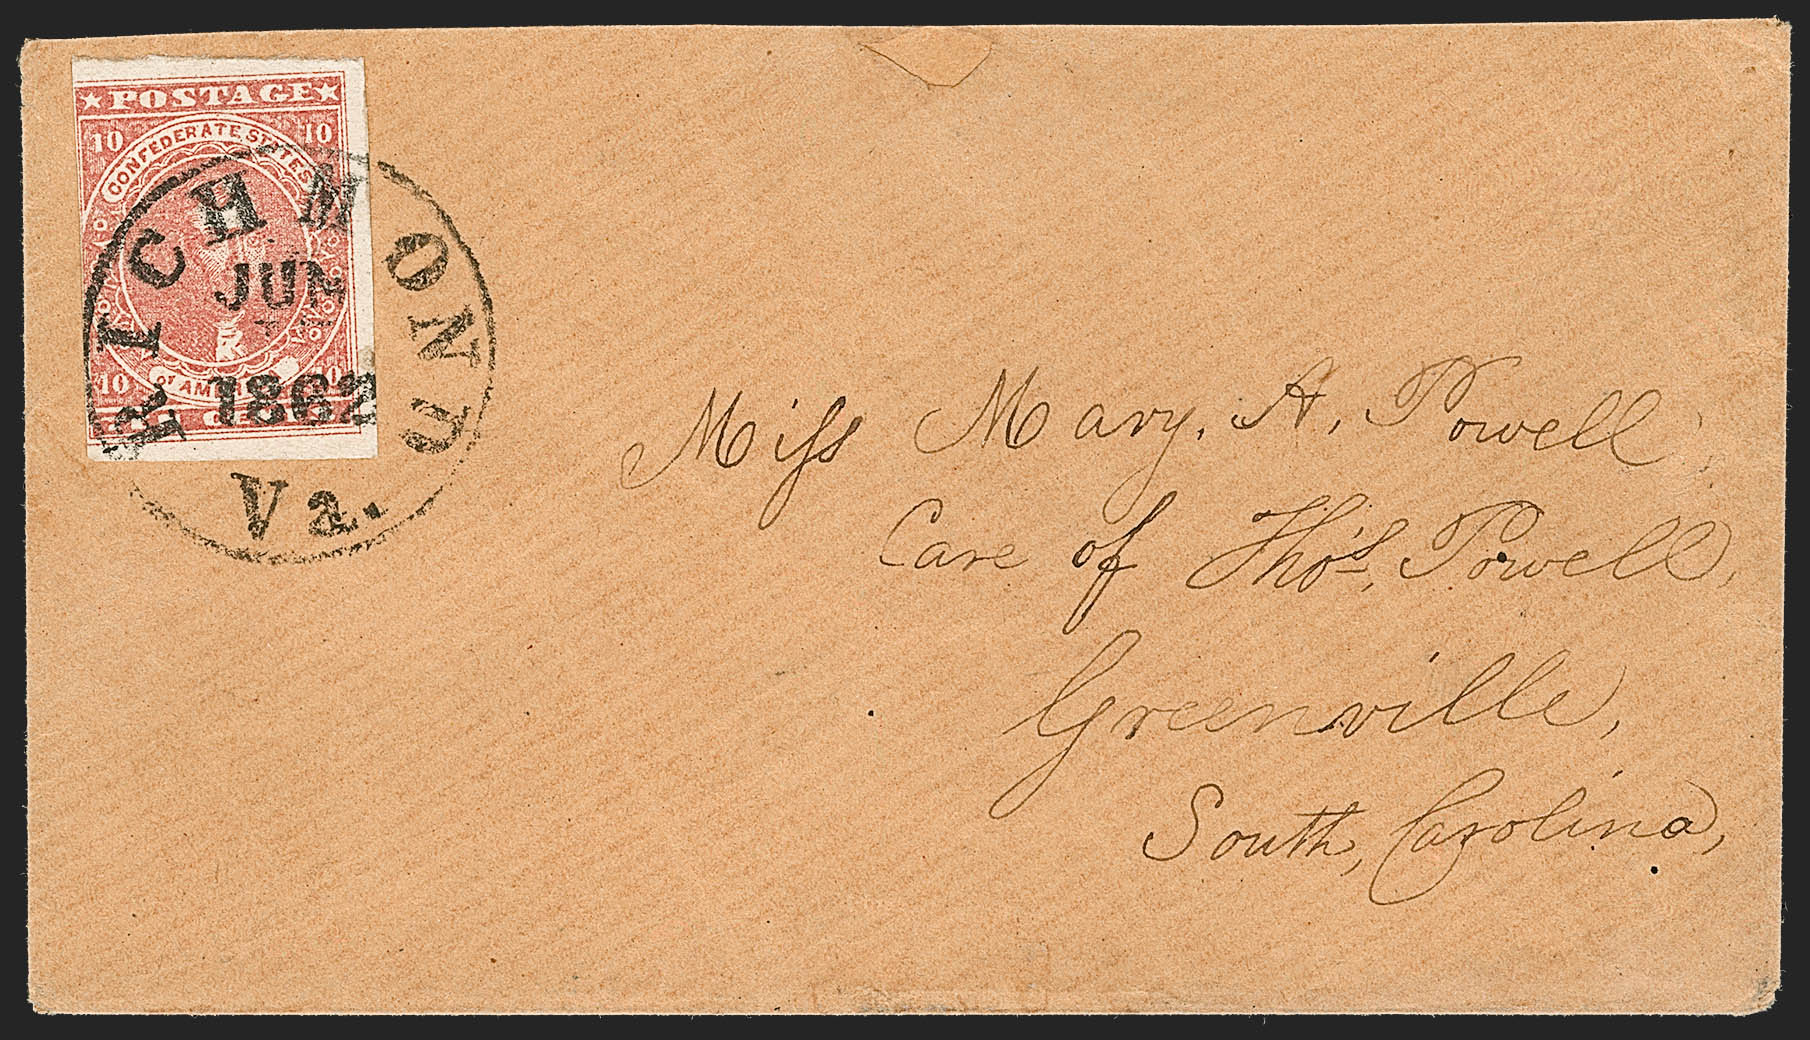 ★POSTAGE★
10 10
CONFEDERATE STATES
10
OF
RICHMOND
JUN
1862
Va.
Miss Mary. A. Powell,
Care of Thos. Powell,
Greenville,
South, Carolina,